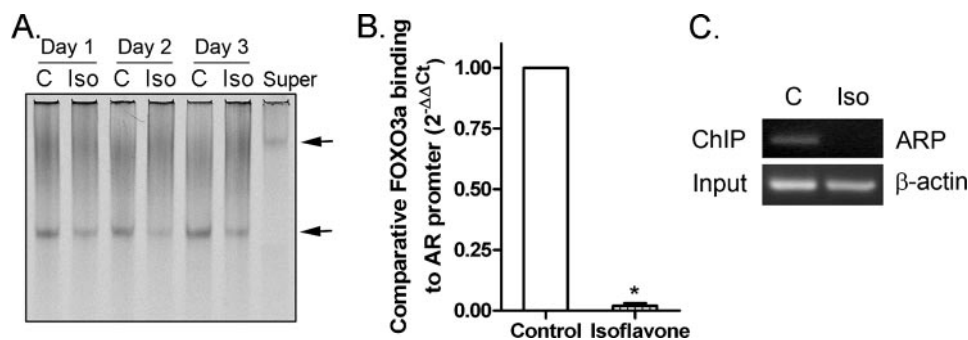 A.
Day 1 Day 2 Day 3
C Iso C Iso C Iso Super
B.
Comparative FOXO3a binding
to AR promter (2-ΔΔCt)
1.00
0.75
0.50
0.25
0.00
*
Control Isoflavone
C.
C Iso
ChIP ARP
Input β-actin